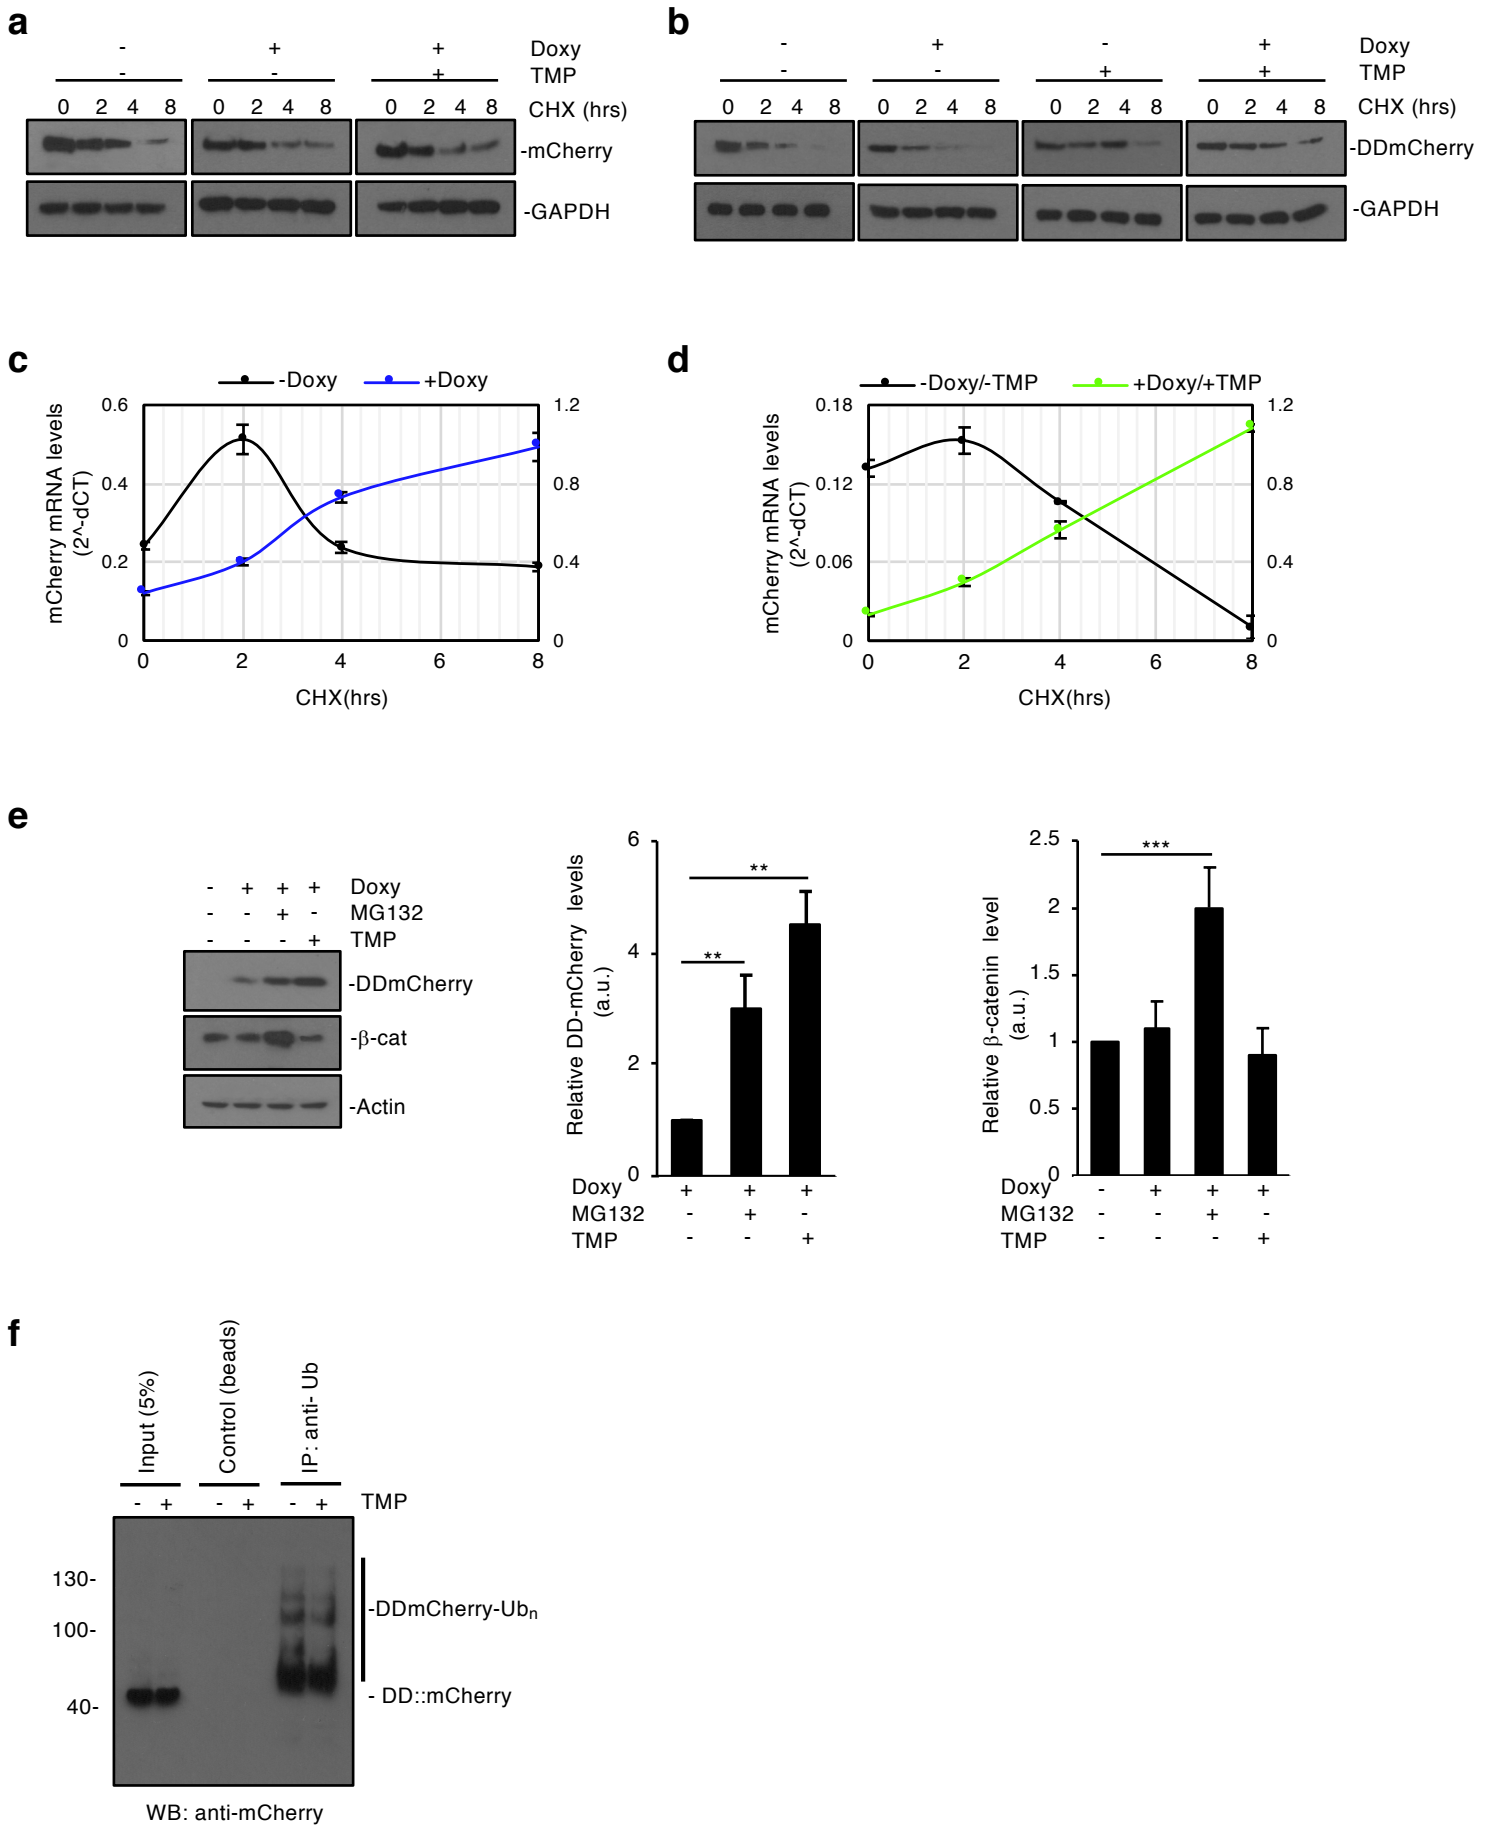 a
- + + Doxy
- - + TMP
0 2 4 8 0 2 4 8 0 2 4 8 CHX (hrs)
-mCherry
-GAPDH
b
- + - + Doxy
- - + + TMP
0 2 4 8 0 2 4 8 0 2 4 8 0 2 4 8 CHX (hrs)
-DDmCherry
-GAPDH
c
-Doxy +Doxy
mCherry mRNA levels
(2^-dCT)
0.6 1.2
0.4 0.8
0.2 0.4
0 0
0 2 4 6 8
CHX(hrs)
d
-Doxy/-TMP +Doxy/+TMP
mCherry mRNA levels
(2^-dCT)
0.18 1.2
0.12 0.8
0.06 0.4
0 0
0 2 4 6 8
CHX(hrs)
e
- + + + Doxy
- - + - MG132
- - - + TMP
-DDmCherry
-β-cat
-Actin
Relative DD-mCherry levels
(a.u.)
6
4
2
0
**
**
Doxy + + +
MG132 - + -
TMP - - +
Relative β-catenin level
(a.u.)
2.5
2
1.5
1
0.5
0
***
Doxy - + + +
MG132 - - + -
TMP - - - +
f
Input (5%)
Control (beads)
IP: anti- Ub
- + - + - + TMP
130-
100-
40-
-DDmCherry-Ubn
- DD::mCherry
WB: anti-mCherry